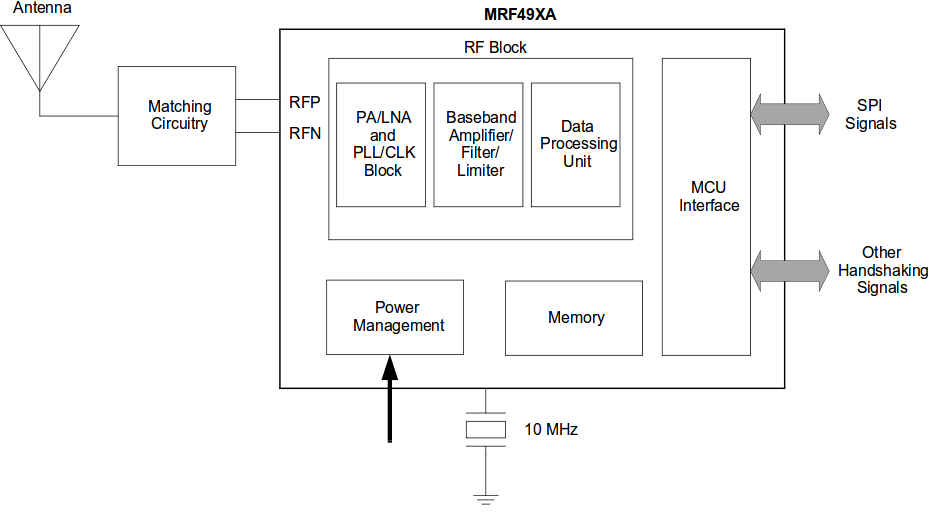 Antenna
MRF49XA
RF Block
Matching
Circuitry
RFP
RFN
PA/LNA
and
PLL/CLK
Block
Baseband
Amplifier/
Filter/
Limiter
Data
Processing
Unit
MCU
Interface
SPI
Signals
Other
Handshaking
Signals
Power
Management
Memory
10 MHz